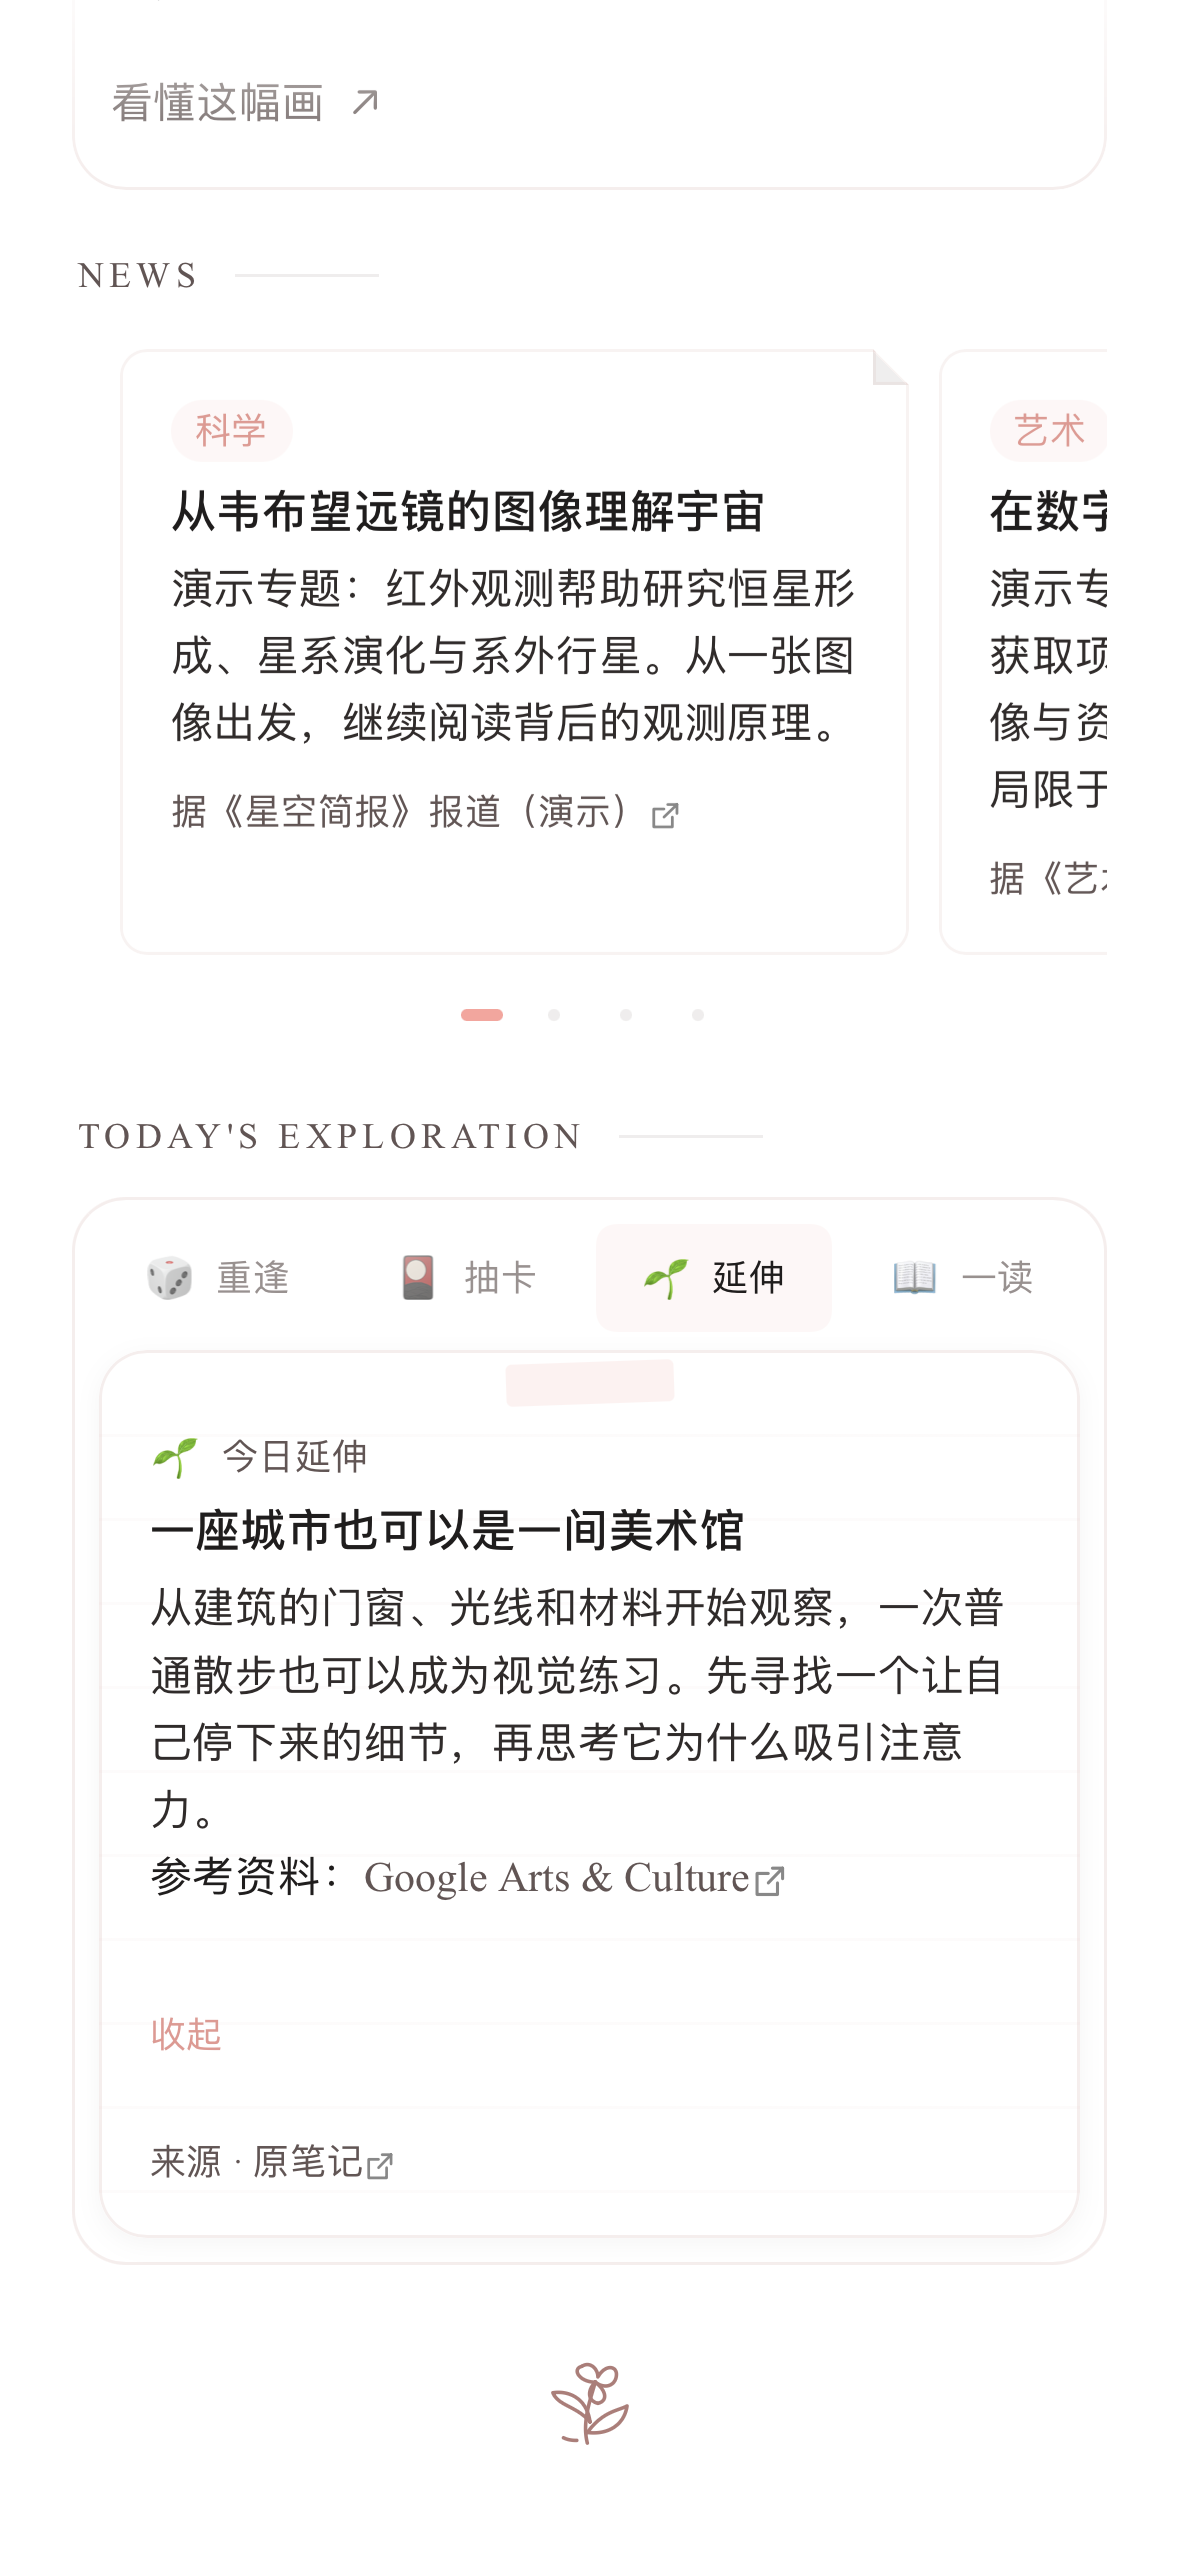 看懂这幅画
NEWS
科学
从韦布望远镜的图像理解宇宙
演示专题：红外观测帮助研究恒星形
成、星系演化与系外行星。从一张图
像出发，继续阅读背后的观测原理。
据《星空简报》报道（演示）
艺术
在数字
演示专
获取项
像与资
局限于
据《艺
TODAY'S EXPLORATION
重逢
抽卡
延伸
一读
今日延伸
一座城市也可以是一间美术馆
从建筑的门窗、光线和材料开始观察，一次普
通散步也可以成为视觉练习。先寻找一个让自
己停下来的细节，再思考它为什么吸引注意
力。
参考资料：Google Arts & Culture
收起
来源 · 原笔记